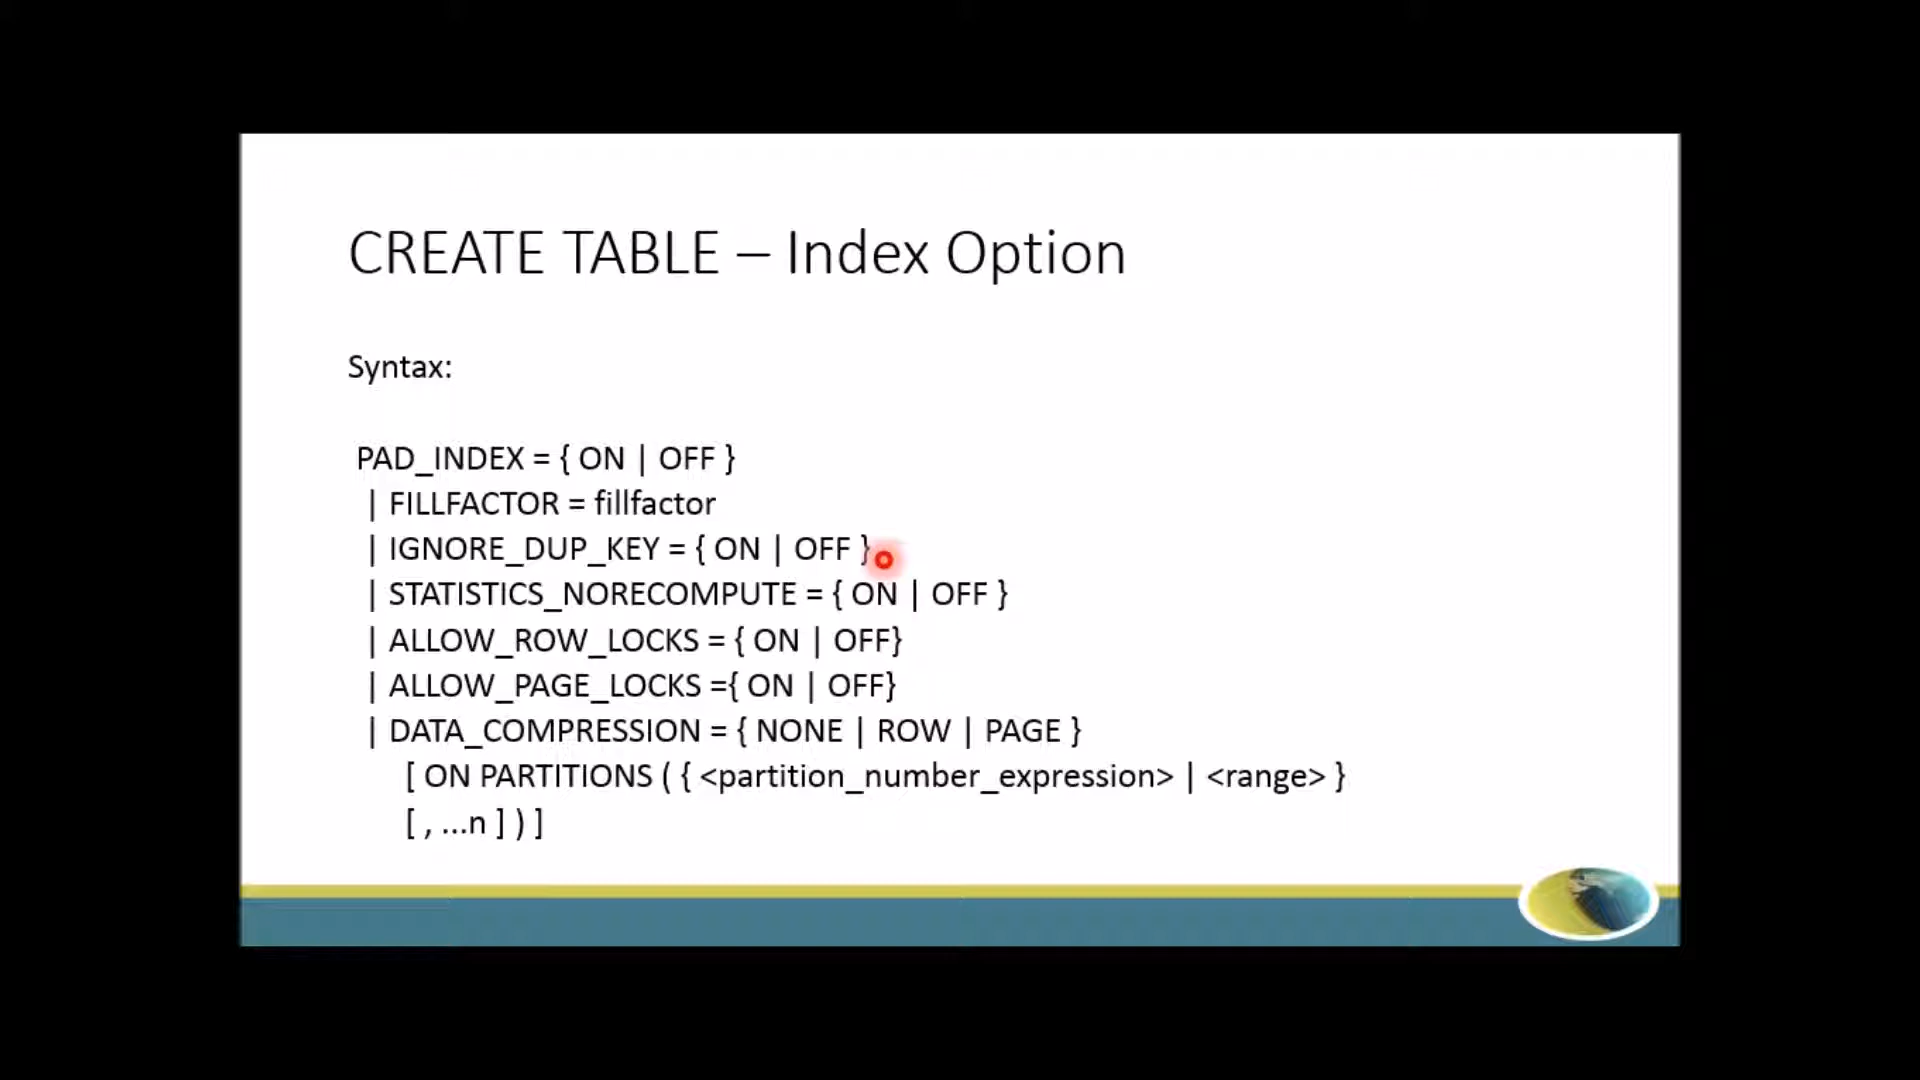 CREATE TABLE – Index Option
Syntax:
PAD_INDEX = { ON | OFF }
| FILLFACTOR = fillfactor
| IGNORE_DUP_KEY = { ON | OFF }
| STATISTICS_NORECOMPUTE = { ON | OFF }
| ALLOW_ROW_LOCKS = { ON | OFF}
| ALLOW_PAGE_LOCKS ={ ON | OFF}
| DATA_COMPRESSION = { NONE | ROW | PAGE }
[ ON PARTITIONS ( { <partition_number_expression> | <range> }
[ , ...n ] ) ]